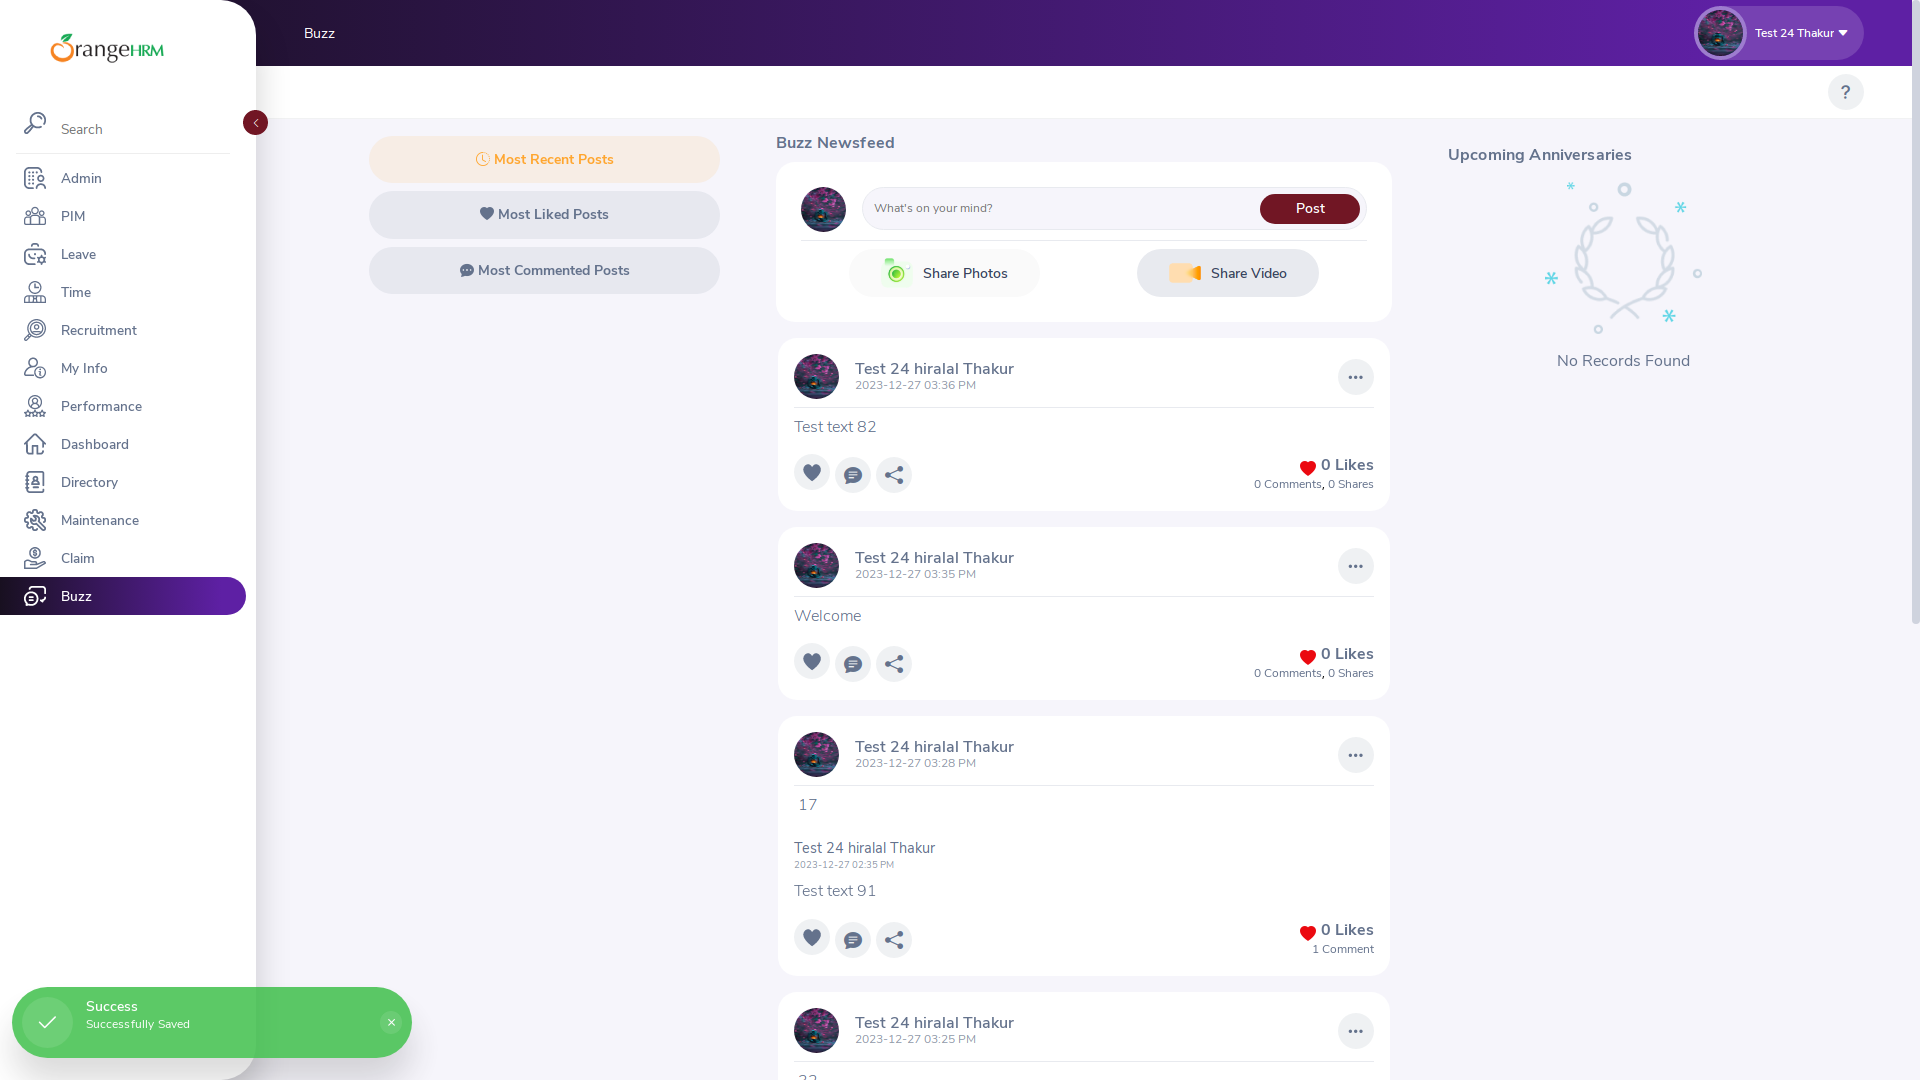 OrangeHRM
Search
Admin
PIM
Leave
Time
Recruitment
My Info
Performance
Dashboard
Directory
Maintenance
Claim
Buzz
Buzz
Test 24 Thakur
?
Most Recent Posts
Most Liked Posts
Most Commented Posts
Buzz Newsfeed
What's on your mind?
Post
Share Photos
Share Video
Test 24 hiralal Thakur
2023-12-27 03:36 PM
Test text 82
0 Likes
0 Comments, 0 Shares
Test 24 hiralal Thakur
2023-12-27 03:35 PM
Welcome
0 Likes
0 Comments, 0 Shares
Test 24 hiralal Thakur
2023-12-27 03:28 PM
17
Test 24 hiralal Thakur
2023-12-27 02:35 PM
Test text 91
0 Likes
1 Comment
Test 24 hiralal Thakur
2023-12-27 03:25 PM
Upcoming Anniversaries
No Records Found
Success
Successfully Saved